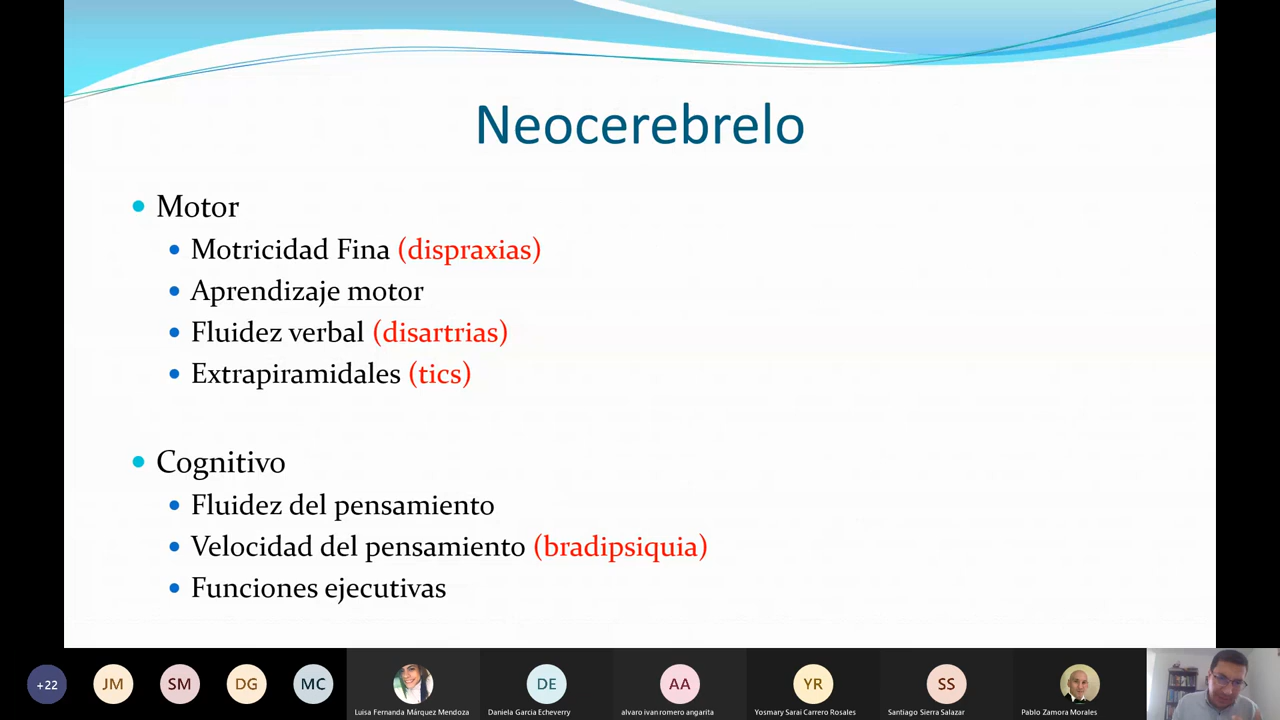 Neocerebrelo
Motor
Motricidad Fina (dispraxias)
Aprendizaje motor
Fluidez verbal (disartrias)
Extrapiramidales (tics)
Cognitivo
Fluidez del pensamiento
Velocidad del pensamiento (bradipsiquia)
Funciones ejecutivas
+22
JM
SM
DG
MC
Luisa Fernanda Márquez Mendoza
DE
Daniela Garcia Echeverry
AA
alvaro ivan romero angarita
YR
Yosmary Sarai Carrero Rosales
SS
Santiago Sierra Salazar
Pablo Zamora Morales